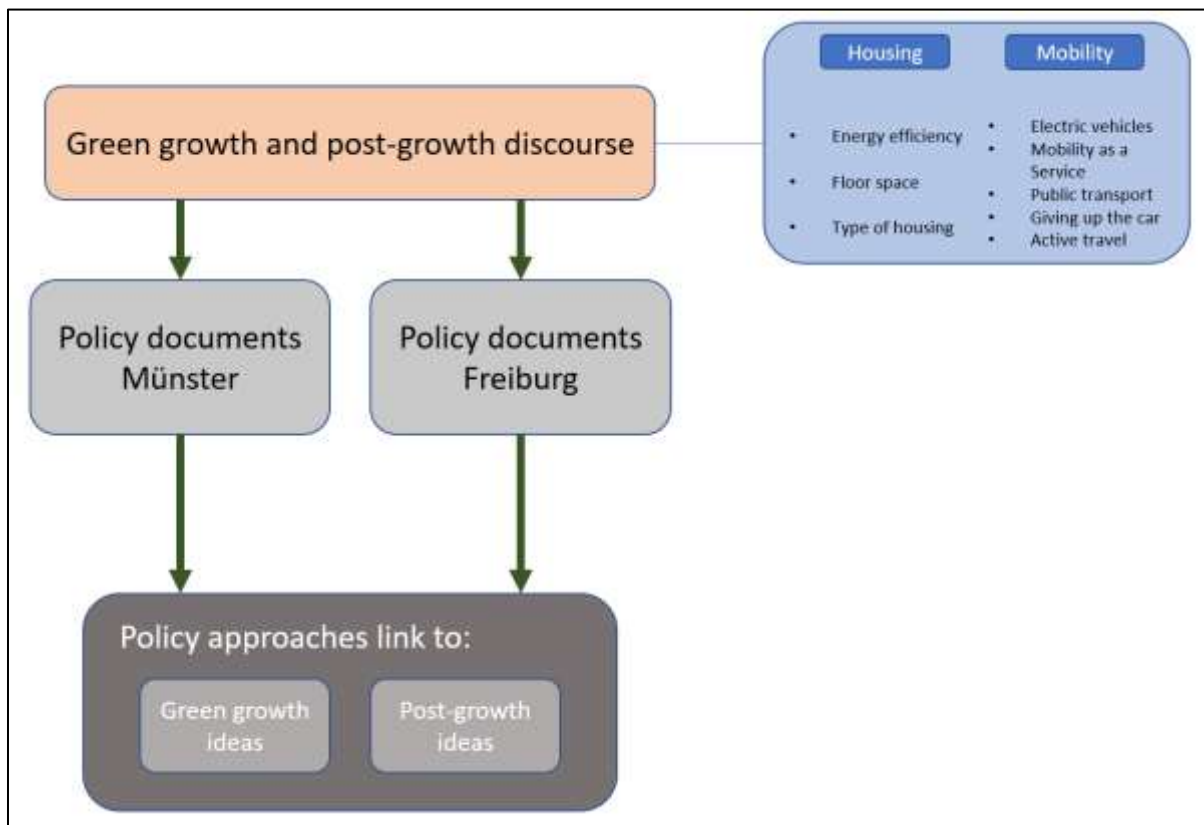 Housing
Mobility
Green growth and post-growth discourse
• Energy efficiency
• Floor space
• Type of housing
• Electric vehicles
• Mobility as a
Service
• Public transport
• Giving up the car
• Active travel
Policy documents
Münster
Policy documents
Freiburg
Policy approaches link to:
Green growth
ideas
Post-growth
ideas